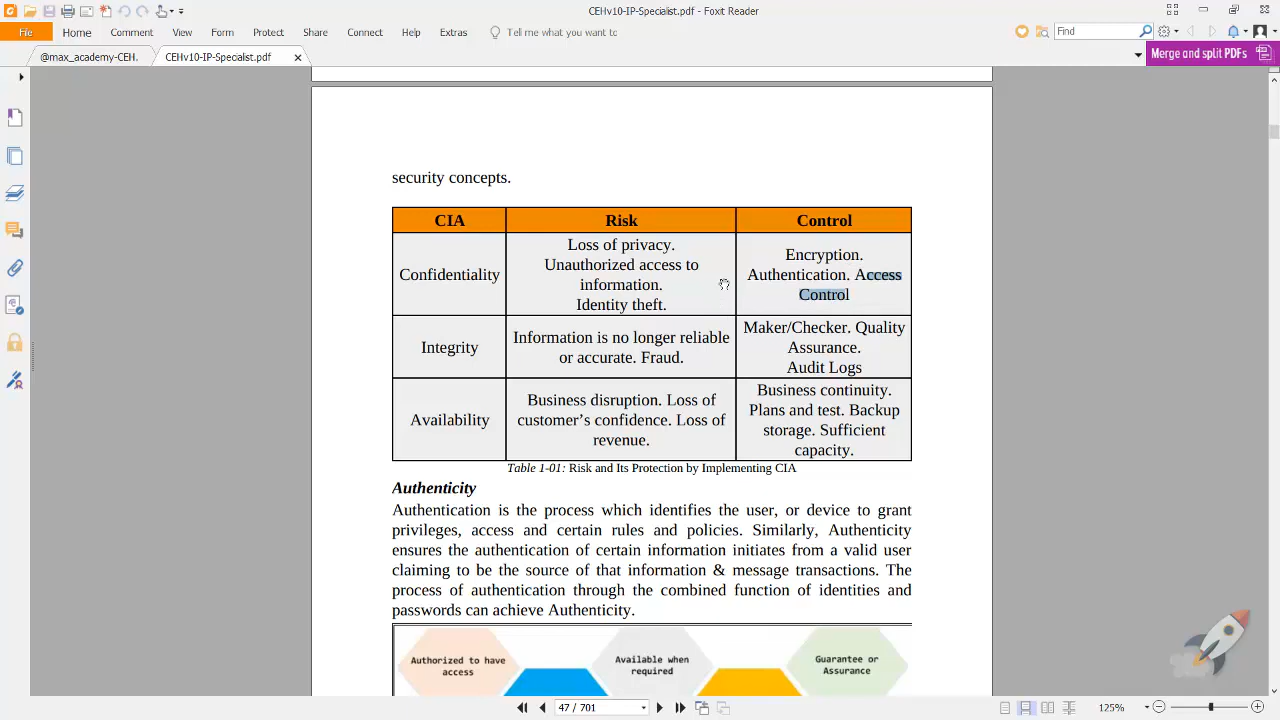 CEHv10-IP-Specialist.pdf - Foxit Reader
File Home Comment View Form Protect Share Connect Help Extras Tell me what you want to Find
@max_academy-CEH. CEHv10-IP-Specialist.pdf Merge and split PDFs
security concepts.
CIA Risk Control
Confidentiality
Loss of privacy.
Unauthorized access to
information.
Identity theft.
Encryption.
Authentication. Access
Control
Integrity
Information is no longer reliable
or accurate. Fraud.
Maker/Checker. Quality
Assurance.
Audit Logs
Availability
Business disruption. Loss of
customer’s confidence. Loss of
revenue.
Business continuity.
Plans and test. Backup
storage. Sufficient
capacity.
Table 1-01: Risk and Its Protection by Implementing CIA
Authenticity
Authentication is the process which identifies the user, or device to grant
privileges, access and certain rules and policies. Similarly, Authenticity
ensures the authentication of certain information initiates from a valid user
claiming to be the source of that information & message transactions. The
process of authentication through the combined function of identities and
passwords can achieve Authenticity.
Authorized to have
access
Available when
required
Guarantee or
Assurance
47 / 701
125%